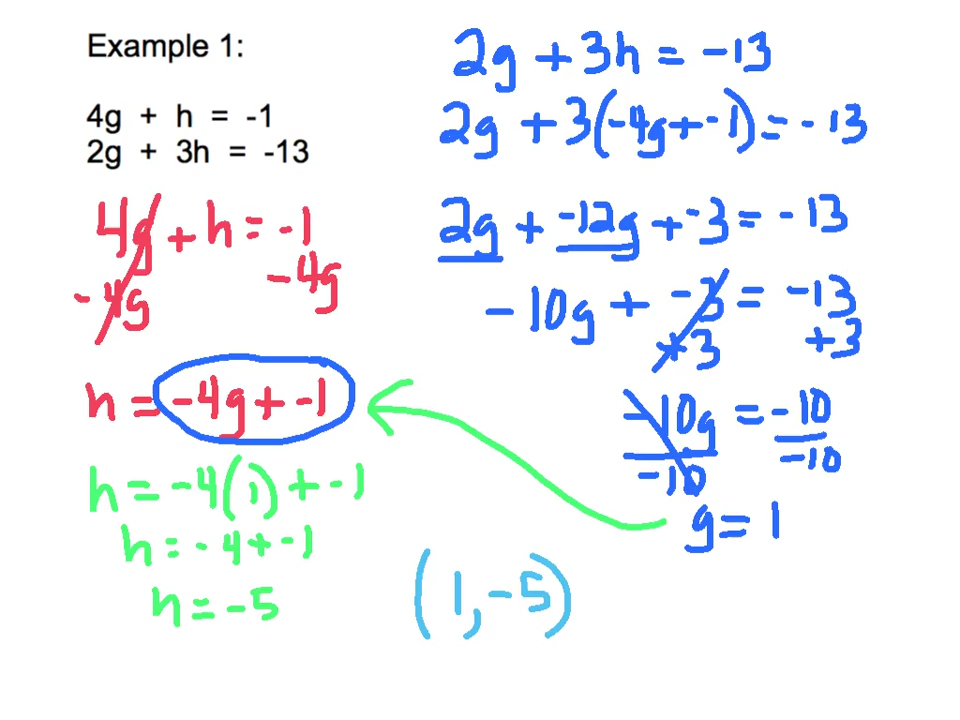 Example 1:
4g + h = -1
2g + 3h = -13
4g + h = -1
-4g -4g
h = -4g + -1
h = -4(1) + -1
h = -4 + -1
h = -5
2g + 3h = -13
2g + 3(-4g + -1) = -13
2g + -12g + -3 = -13
-10g + -3 = -13
+3 +3
-10g = -10
-10 -10
g = 1
(1, -5)